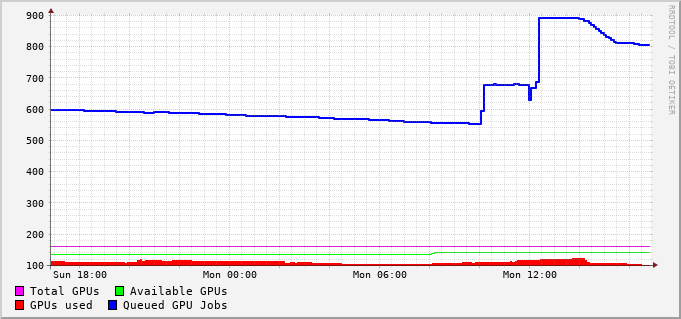 900
800
700
600
500
400
300
200
100
Sun 18:00 Mon 00:00 Mon 06:00 Mon 12:00
Total GPUs Available GPUs
GPUs used Queued GPU Jobs
RRDTOOL / TOBI OETIKER